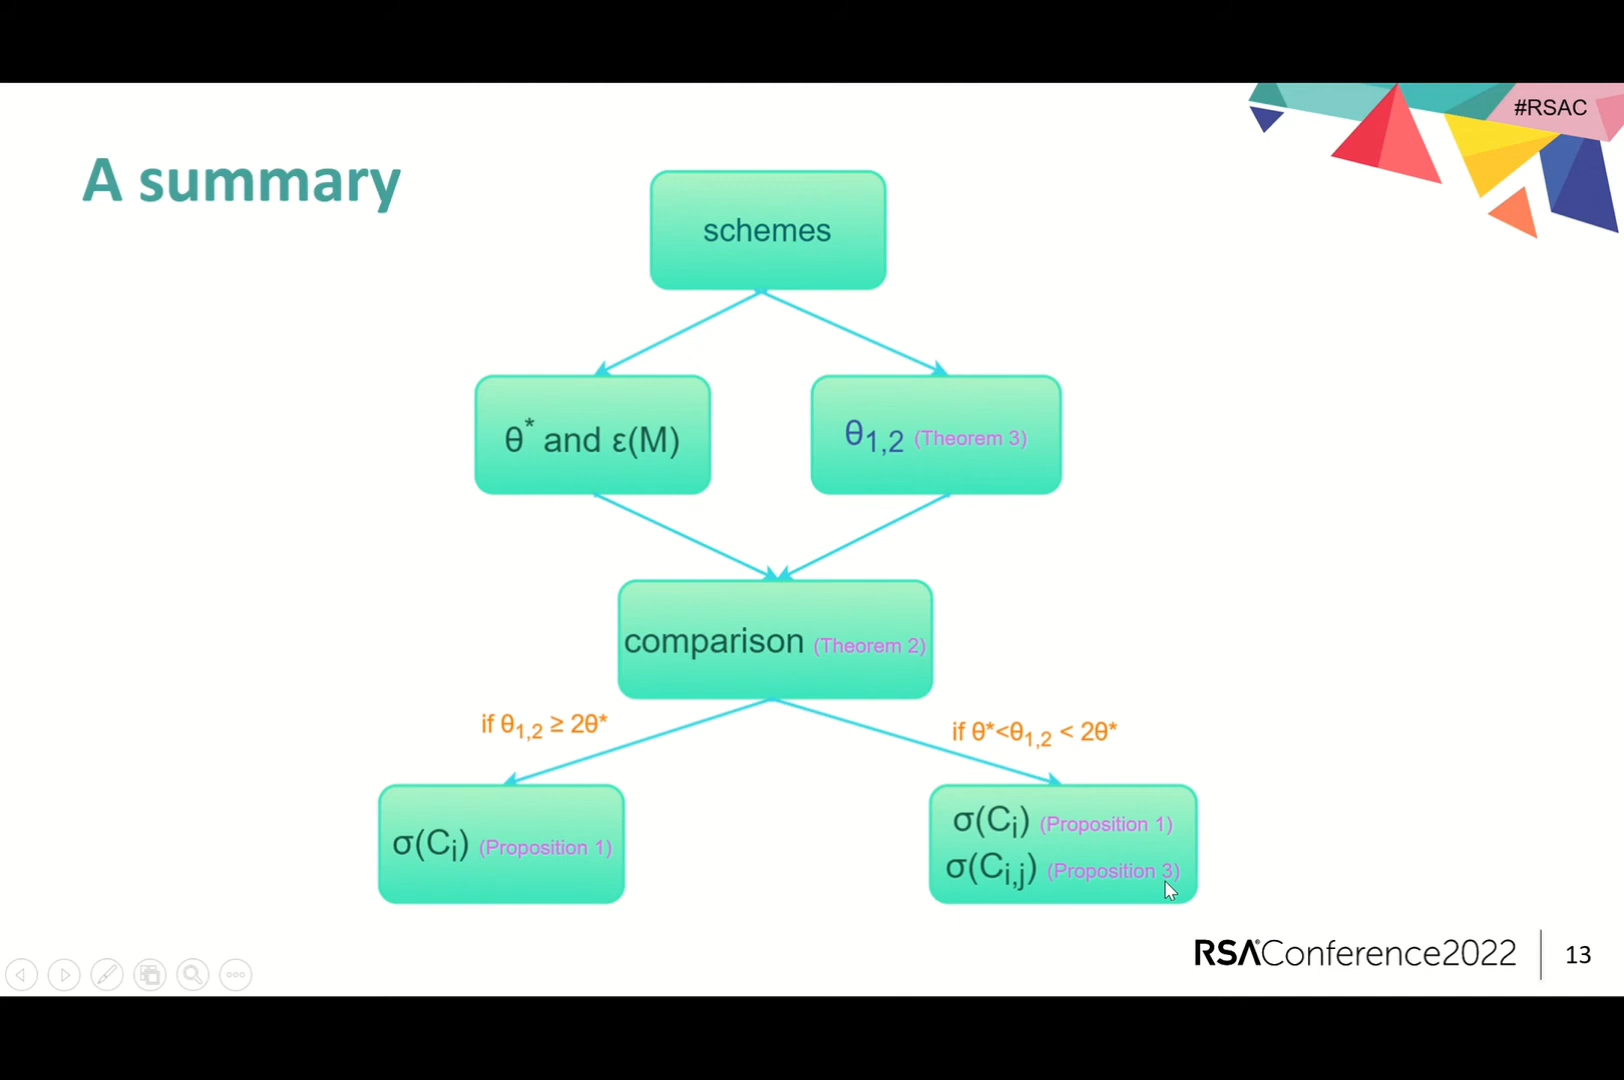 #RSAC
A summary
schemes
θ* and ε(M)
θ1,2 (Theorem 3)
comparison (Theorem 2)
if θ1,2 ≥ 2θ*
if θ*<θ1,2 < 2θ*
σ(Ci) (Proposition 1)
σ(Ci) (Proposition 1)
σ(Ci,j) (Proposition 3)
RSAConference2022
13